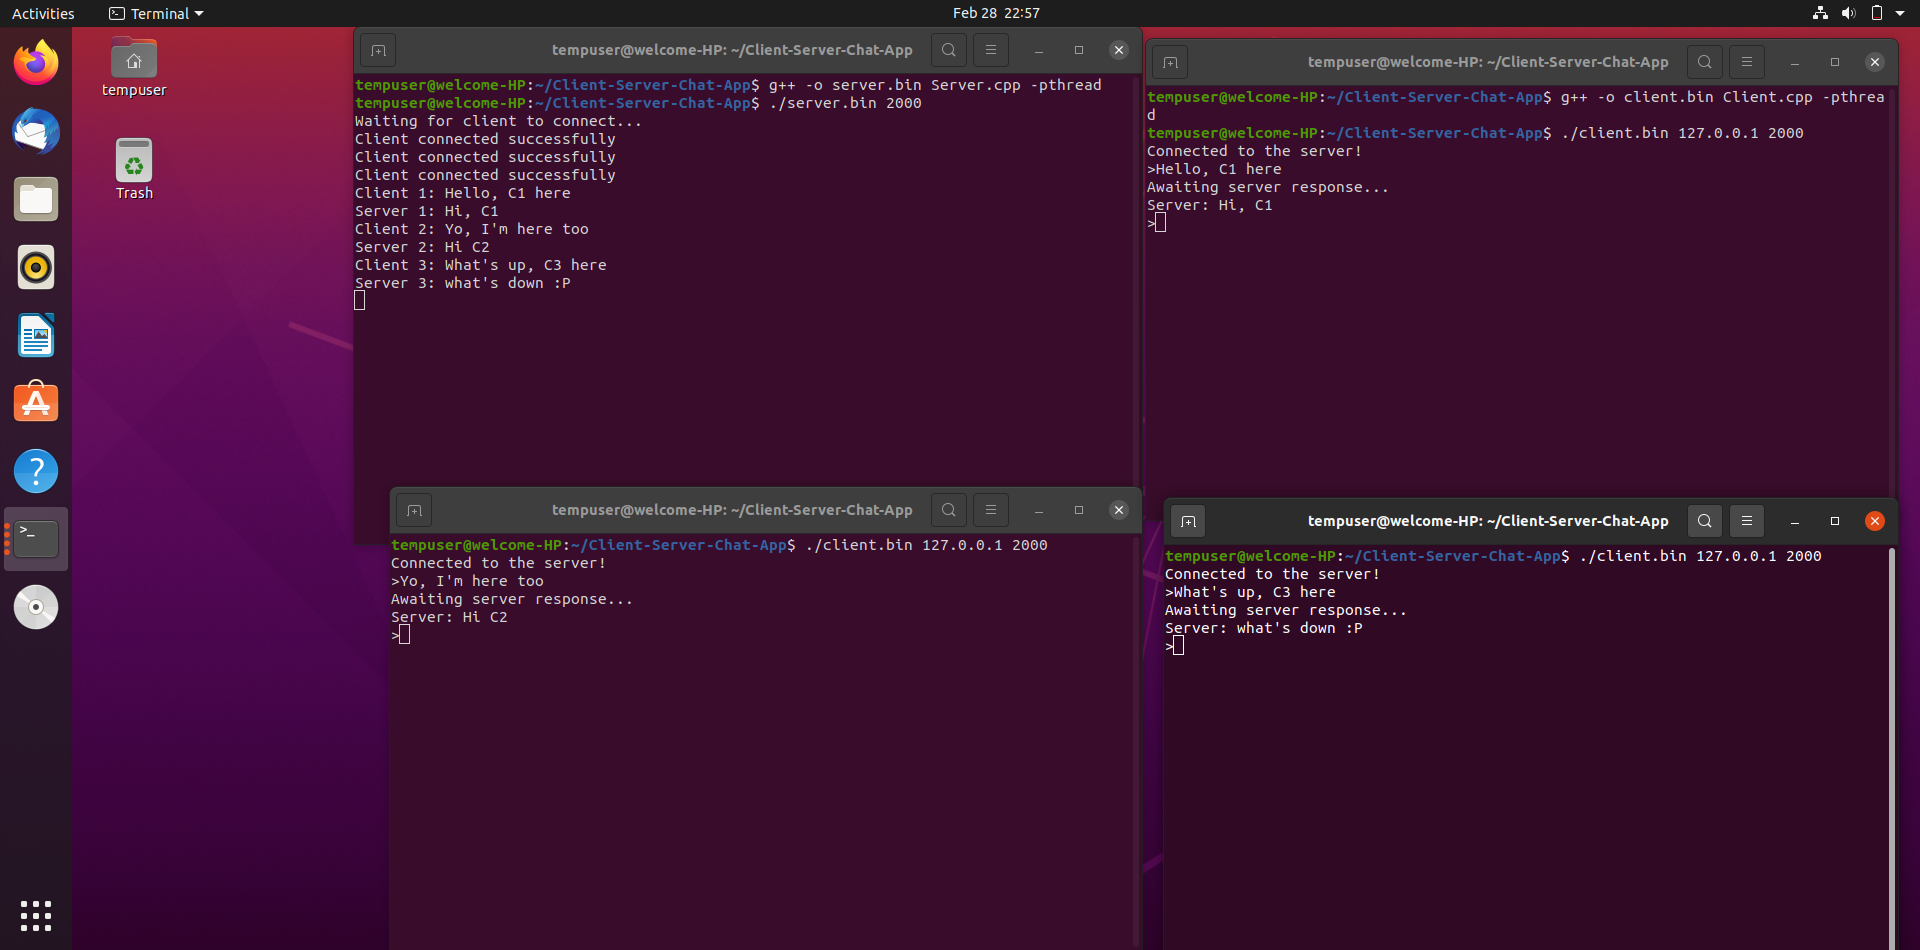 Activities
Terminal
Feb 28 22:57
tempuser
Trash
tempuser@welcome-HP: ~/Client-Server-Chat-App
tempuser@welcome-HP:~/Client-Server-Chat-App$ g++ -o server.bin Server.cpp -pthread
tempuser@welcome-HP:~/Client-Server-Chat-App$ ./server.bin 2000
Waiting for client to connect...
Client connected successfully
Client connected successfully
Client connected successfully
Client 1: Hello, C1 here
Server 1: Hi, C1
Client 2: Yo, I'm here too
Server 2: Hi C2
Client 3: What's up, C3 here
Server 3: what's down :P
tempuser@welcome-HP: ~/Client-Server-Chat-App
tempuser@welcome-HP:~/Client-Server-Chat-App$ g++ -o client.bin Client.cpp -pthrea
d
tempuser@welcome-HP:~/Client-Server-Chat-App$ ./client.bin 127.0.0.1 2000
Connected to the server!
>Hello, C1 here
Awaiting server response...
Server: Hi, C1
>
tempuser@welcome-HP: ~/Client-Server-Chat-App
tempuser@welcome-HP:~/Client-Server-Chat-App$ ./client.bin 127.0.0.1 2000
Connected to the server!
>Yo, I'm here too
Awaiting server response...
Server: Hi C2
>
tempuser@welcome-HP: ~/Client-Server-Chat-App
tempuser@welcome-HP:~/Client-Server-Chat-App$ ./client.bin 127.0.0.1 2000
Connected to the server!
>What's up, C3 here
Awaiting server response...
Server: what's down :P
>